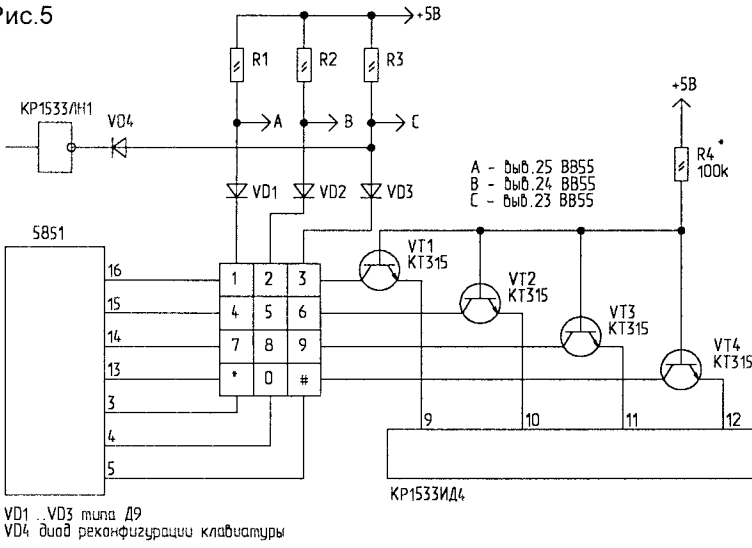 Рис.5
+5В
R1
R2
R3
КР1533ЛН1
VD4
A
B
C
+5В
R4*
100k
A - выв.25 ВВ55
B - выв.24 ВВ55
C - выв.23 ВВ55
VD1
VD2
VD3
5851
VT1
КТ315
VT2
КТ315
VT3
КТ315
VT4
КТ315
16
1 2 3
15
4 5 6
14
7 8 9
13
* 0 #
3
4
5
9
10
11
12
КР1533ИД4
VD1 ..VD3 типа Д9
VD4 диод реконфигурации клавиатуры